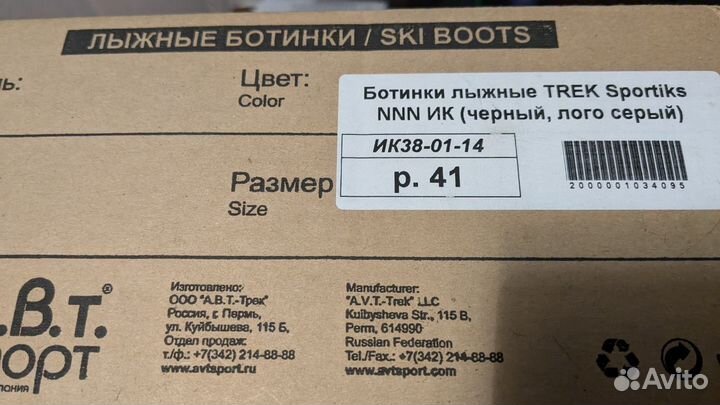 ЛЫЖНЫЕ БОТИНКИ / SKI BOOTS
ь:
Цвет:
Color
Ботинки лыжные TREK Sportiks
NNN ИК (черный, лого серый)
ИК38-01-14
р. 41
2000001034095
Размер
Size
.В.Т.®
порт
пания
Изготовлено:
ООО "А.В.Т.-Трек"
Россия, г. Пермь,
ул. Куйбышева, 115 Б,
Отдел продаж:
т./ф.: +7(342) 214-88-88
www.avtsport.ru
Manufacturer:
"A.V.T.-Trek" LLC
Kuibysheva Str., 115 B,
Perm, 614990
Russian Federation
Tel./Fax.: +7(342) 214-88-88
www.avtsport.com
Avito